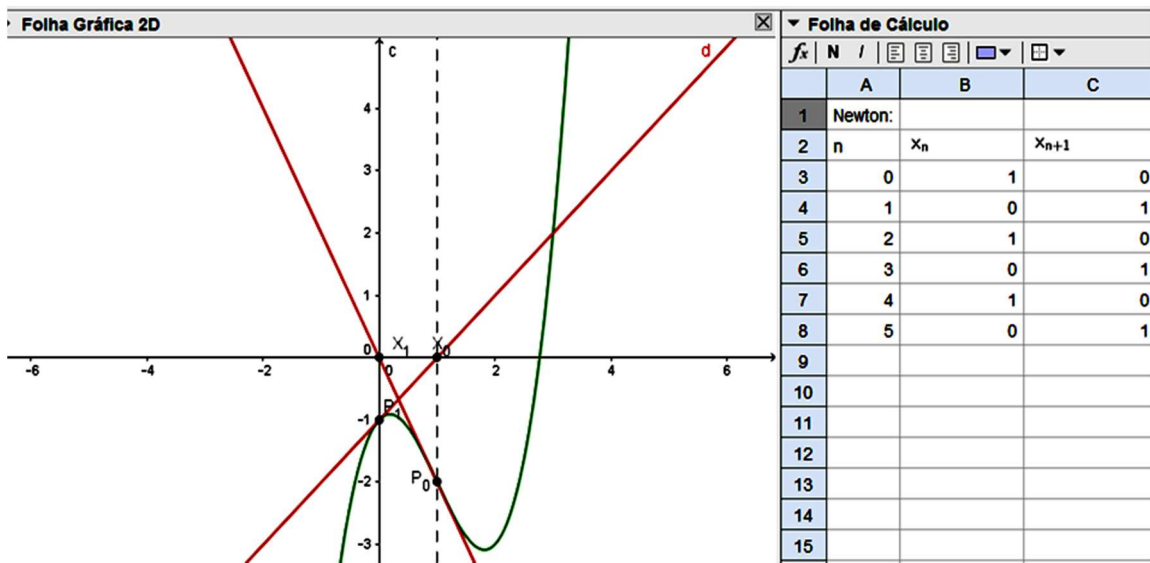 Folha Gráfica 2D
c
d
4
3
2
1
0
X₁ X₀
-6 -4 -2 0 2 4 6
P₁
-1
P₀
-2
-3
Folha de Cálculo
fx N I
A B C
1 Newton:
2 n xₙ xₙ₊₁
3 0 1 0
4 1 0 1
5 2 1 0
6 3 0 1
7 4 1 0
8 5 0 1
9
10
11
12
13
14
15